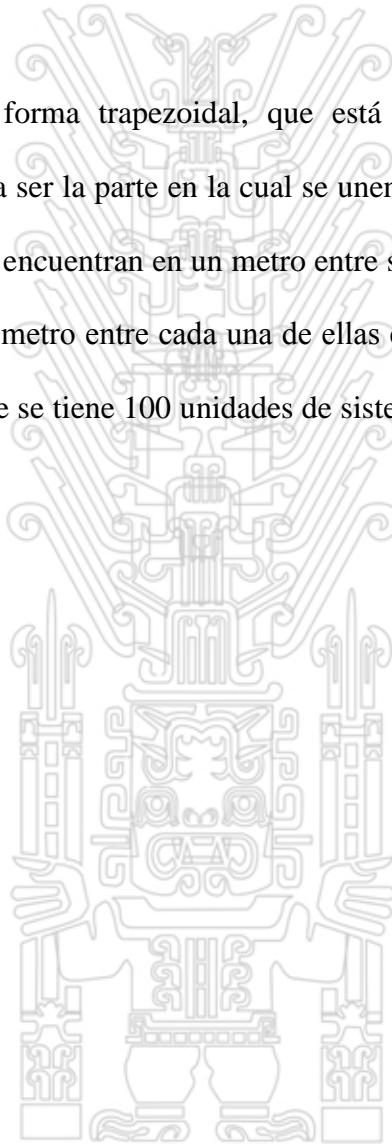 forma trapezoidal, que está
ser la parte en la cual se unen
encuentran en un metro entre
metro entre cada una de ellas
se tiene 100 unidades de